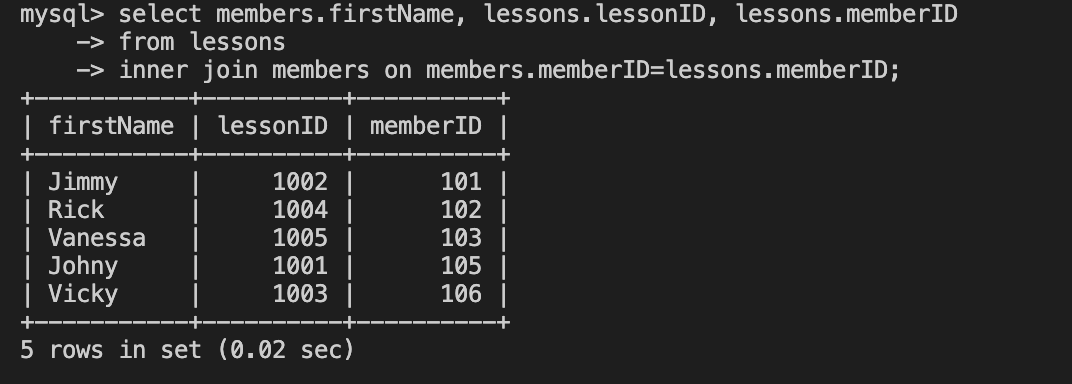 mysql> select members.firstName, lessons.lessonID, lessons.memberID
    -> from lessons
    -> inner join members on members.memberID=lessons.memberID;
+-----------+----------+----------+
| firstName | lessonID | memberID |
+-----------+----------+----------+
| Jimmy     |     1002 |      101 |
| Rick      |     1004 |      102 |
| Vanessa   |     1005 |      103 |
| Johny     |     1001 |      105 |
| Vicky     |     1003 |      106 |
+-----------+----------+----------+
5 rows in set (0.02 sec)